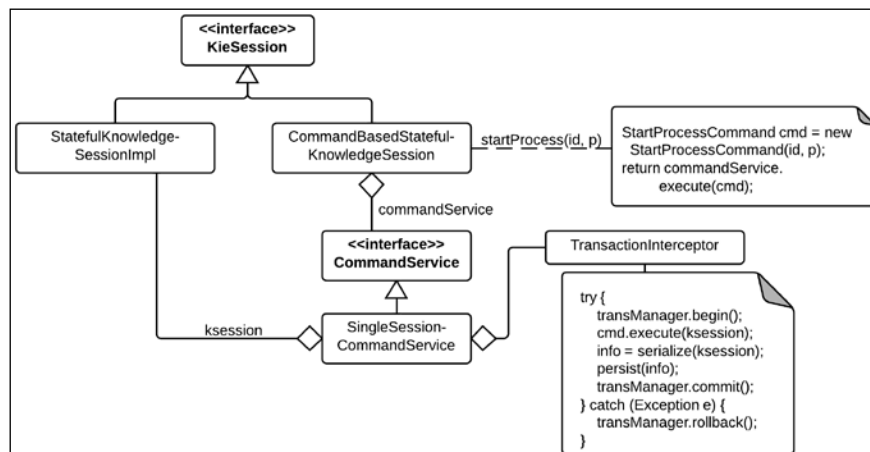 <<interface>>
KieSession
StatefulKnowledge-
SessionImpl
CommandBasedStateful-
KnowledgeSession
startProcess(id, p)
StartProcessCommand cmd = new
StartProcessCommand(id, p);
return commandService.
execute(cmd);
commandService
<<interface>>
CommandService
TransactionInterceptor
ksession
SingleSession-
CommandService
try {
transManager.begin();
cmd.execute(ksession);
info = serialize(ksession);
persist(info);
transManager.commit();
} catch (Exception e) {
transManager.rollback();
}